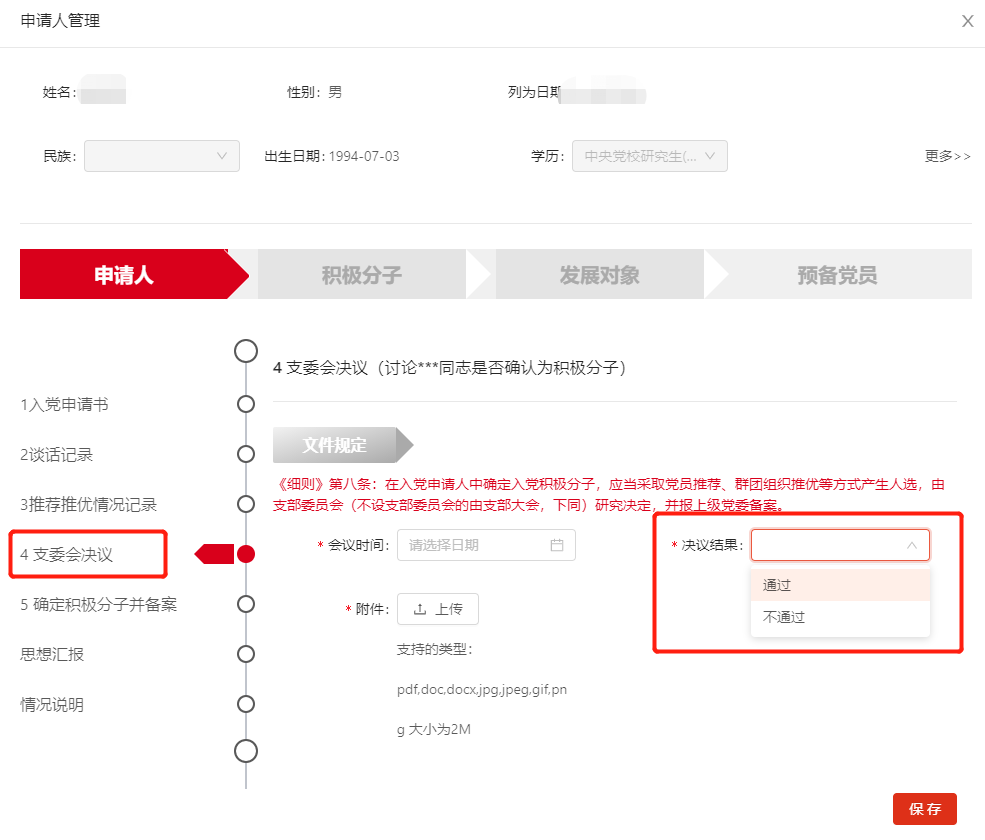 申请人管理 X
姓名: 性别: 男 列为日期
民族: 出生日期: 1994-07-03 学历: 中央党校研究生(... 更多>>
申请人 积极分子 发展对象 预备党员
4 支委会决议（讨论***同志是否确认为积极分子）
1入党申请书
2谈话记录
3推荐推优情况记录
4 支委会决议
5 确定积极分子并备案
思想汇报
情况说明
文件规定
《细则》第八条：在入党申请人中确定入党积极分子，应当采取党员推荐、群团组织推优等方式产生人选，由
支部委员会（不设支部委员会的由支部大会，下同）研究决定，并报上级党委备案。
* 会议时间: 请选择日期 * 决议结果:
通过
不通过
* 附件: 上传
支持的类型：
pdf,doc,docx,jpg,jpeg,gif,pn
g 大小为2M
保存